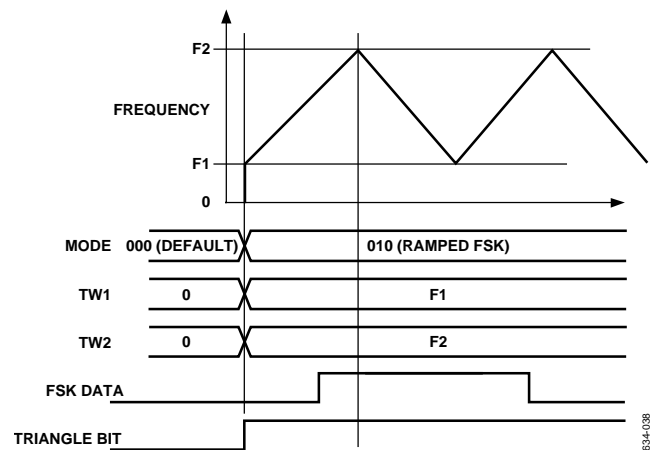 F2
FREQUENCY
F1
0
MODE 000 (DEFAULT) 010 (RAMPED FSK)
TW1 0 F1
TW2 0 F2
FSK DATA
TRIANGLE BIT
634-038